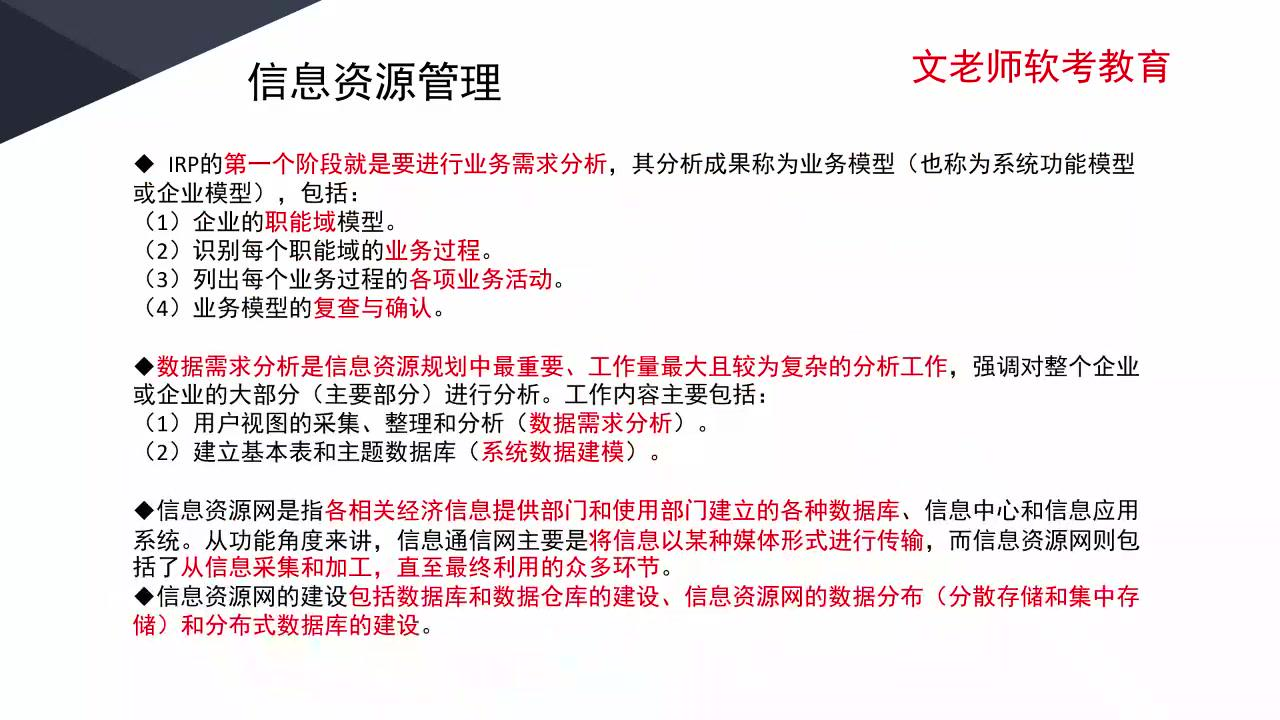 信息资源管理
文老师软考教育
◆ IRP的第一个阶段就是要进行业务需求分析，其分析成果称为业务模型（也称为系统功能模型
或企业模型），包括：
（1）企业的职能域模型。
（2）识别每个职能域的业务过程。
（3）列出每个业务过程的各项业务活动。
（4）业务模型的复查与确认。
◆数据需求分析是信息资源规划中最重要、工作量最大且较为复杂的分析工作，强调对整个企业
或企业的大部分（主要部分）进行分析。工作内容主要包括：
（1）用户视图的采集、整理和分析（数据需求分析）。
（2）建立基本表和主题数据库（系统数据建模）。
◆信息资源网是指各相关经济信息提供部门和使用部门建立的各种数据库、信息中心和信息应用
系统。从功能角度来讲，信息通信网主要是将信息以某种媒体形式进行传输，而信息资源网则包
括了从信息采集和加工，直至最终利用的众多环节。
◆信息资源网的建设包括数据库和数据仓库的建设、信息资源网的数据分布（分散存储和集中存
储）和分布式数据库的建设。